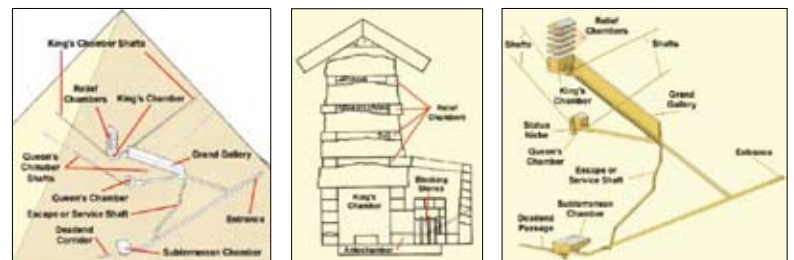 King's Chamber Shafts
Relief
Chambers
King's Chamber
Queen's
Chamber
Shafts
Grand Gallery
Queen's Chamber
Escape or Service Shaft
Entrance
Deadend
Corridor
Subterranean Chamber
Relief
Chambers
King's
Chamber
Blocking
Stones
Antechamber
Relief
Chambers
Shafts
Shafts
King's
Chamber
Grand
Gallery
Niche
Queen's
Chamber
Entrance
Escape or
Service Shaft
Subterranean
Chamber
Deadend
Passage